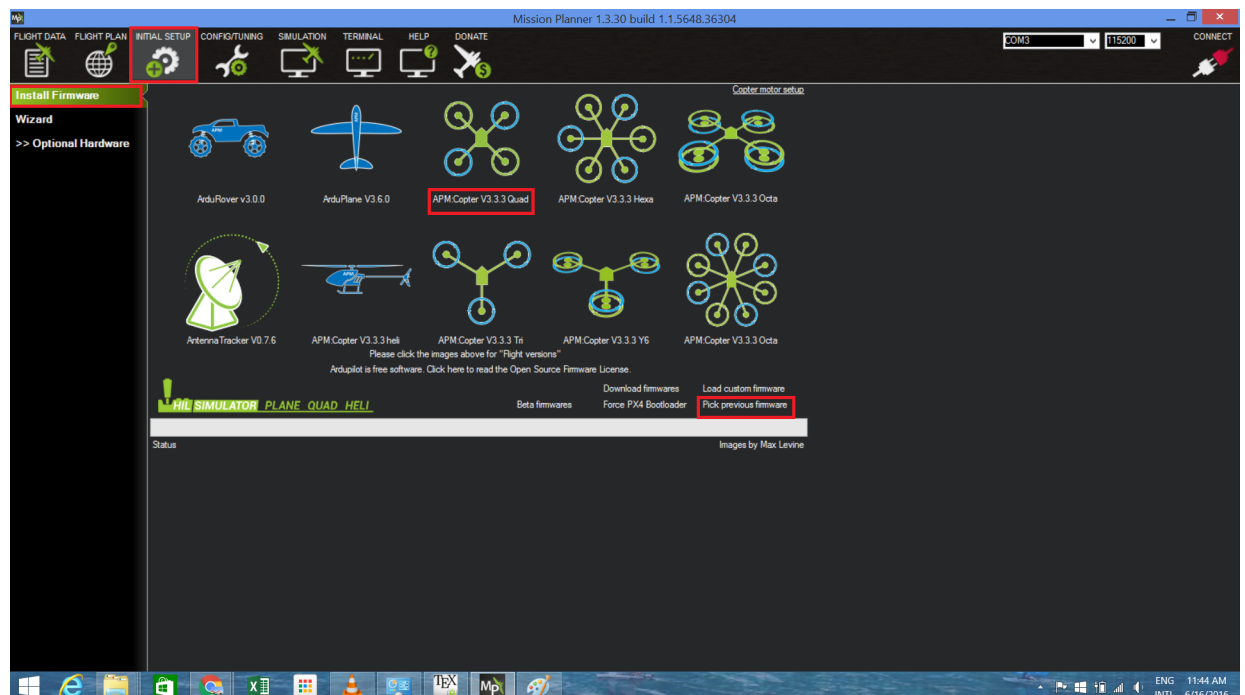 Mission Planner 1.3.30 build 1.1.5648.36304
FLIGHT DATA FLIGHT PLAN INITIAL SETUP CONFIG/TUNING SIMULATION TERMINAL HELP DONATE COM3 115200 CONNECT
Install Firmware
Wizard
>> Optional Hardware
Copter motor setup
ArduRover v3.0.0 ArduPlane V3.6.0 APM:Copter V3.3.3 Quad APM:Copter V3.3.3 Hexa APM:Copter V3.3.3 Octa
AntennaTracker V0.7.6 APM:Copter V3.3.3 heli APM:Copter V3.3.3 Tri APM:Copter V3.3.3 Y6 APM:Copter V3.3.3 Octa
Please click the images above for "Flight versions"
Ardupilot is free software. Click here to read the Open Source Firmware License.
Download firmwares Load custom firmware
HIL SIMULATOR PLANE QUAD HELI Beta firmwares Force PX4 Bootloader Pick previous firmware
Status Images by Max Levine
ENG 11:44 AM
INTL 6/16/2016